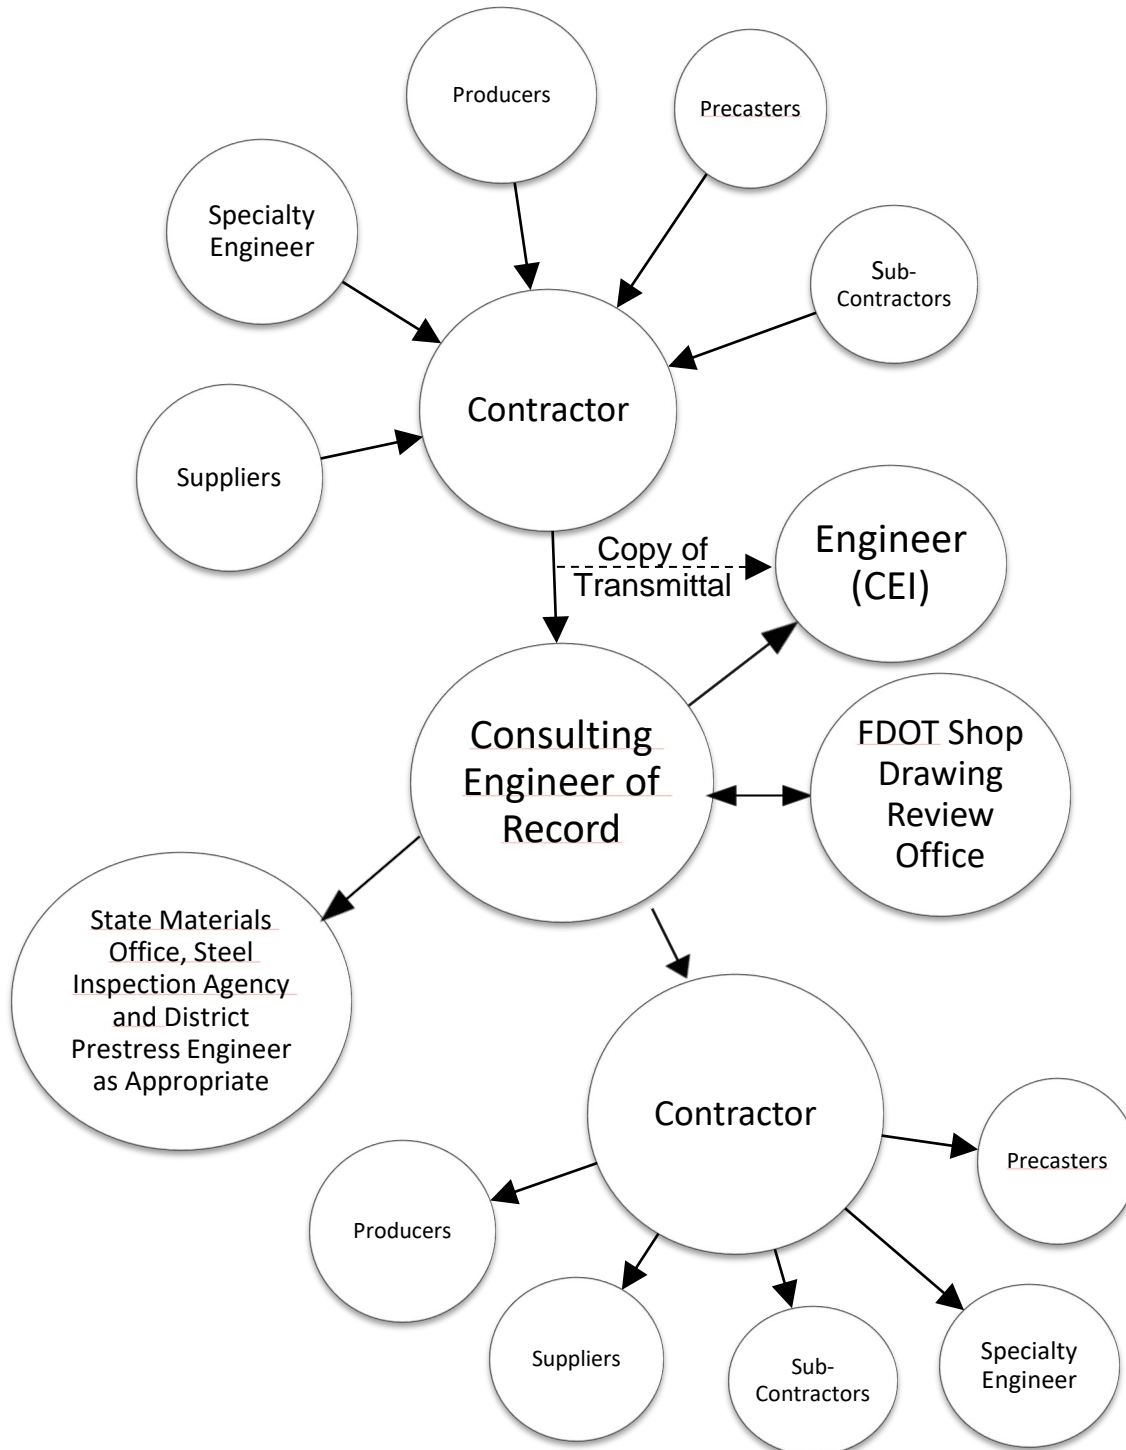 Producers
Precasters
Specialty
Engineer
Sub-
Contractors
Contractor
Suppliers
Engineer
(CEI)
Copy of
Transmittal
Consulting
Engineer of
Record
FDOT Shop
Drawing
Review
Office
State Materials
Office, Steel
Inspection Agency
and District
Prestress Engineer
as Appropriate
Contractor
Precasters
Producers
Suppliers
Sub-
Contractors
Specialty
Engineer